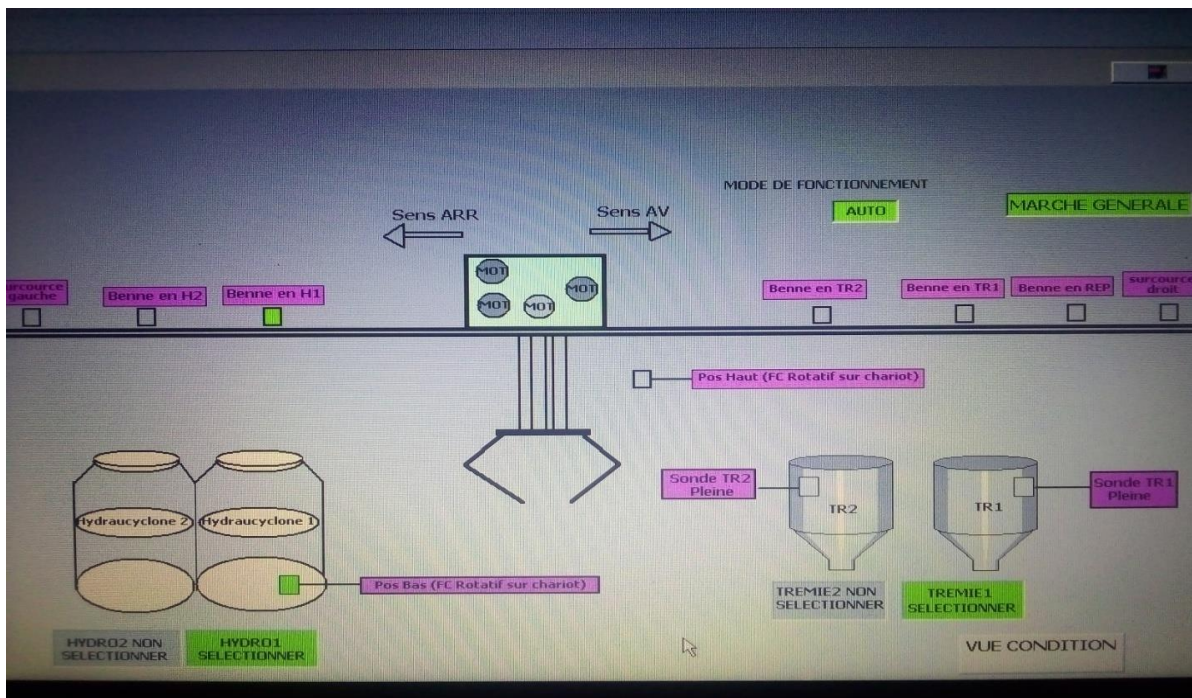 MODE DE FONCTIONNEMENT
AUTO
MARCHE GENERALE
Sens ARR
Sens AV
MOT
MOT
MOT
MOT
gauche
Benne en H2
Benne en H1
Benne en TR2
Benne en TR1
Benne en REP
surcource
droit
Pos Haut (FC Rotatif sur chariot)
Sonde TR2
Pleine
TR2
TR1
Sonde TR1
Pleine
Hydraucyclone 2
Hydraucyclone 1
Pos Bas (FC Rotatif sur chariot)
TREMIE2 NON
SELECTIONNER
TREMIE1
SELECTIONNER
HYDRO2 NON
SELECTIONNER
HYDRO1
SELECTIONNER
VUE CONDITION